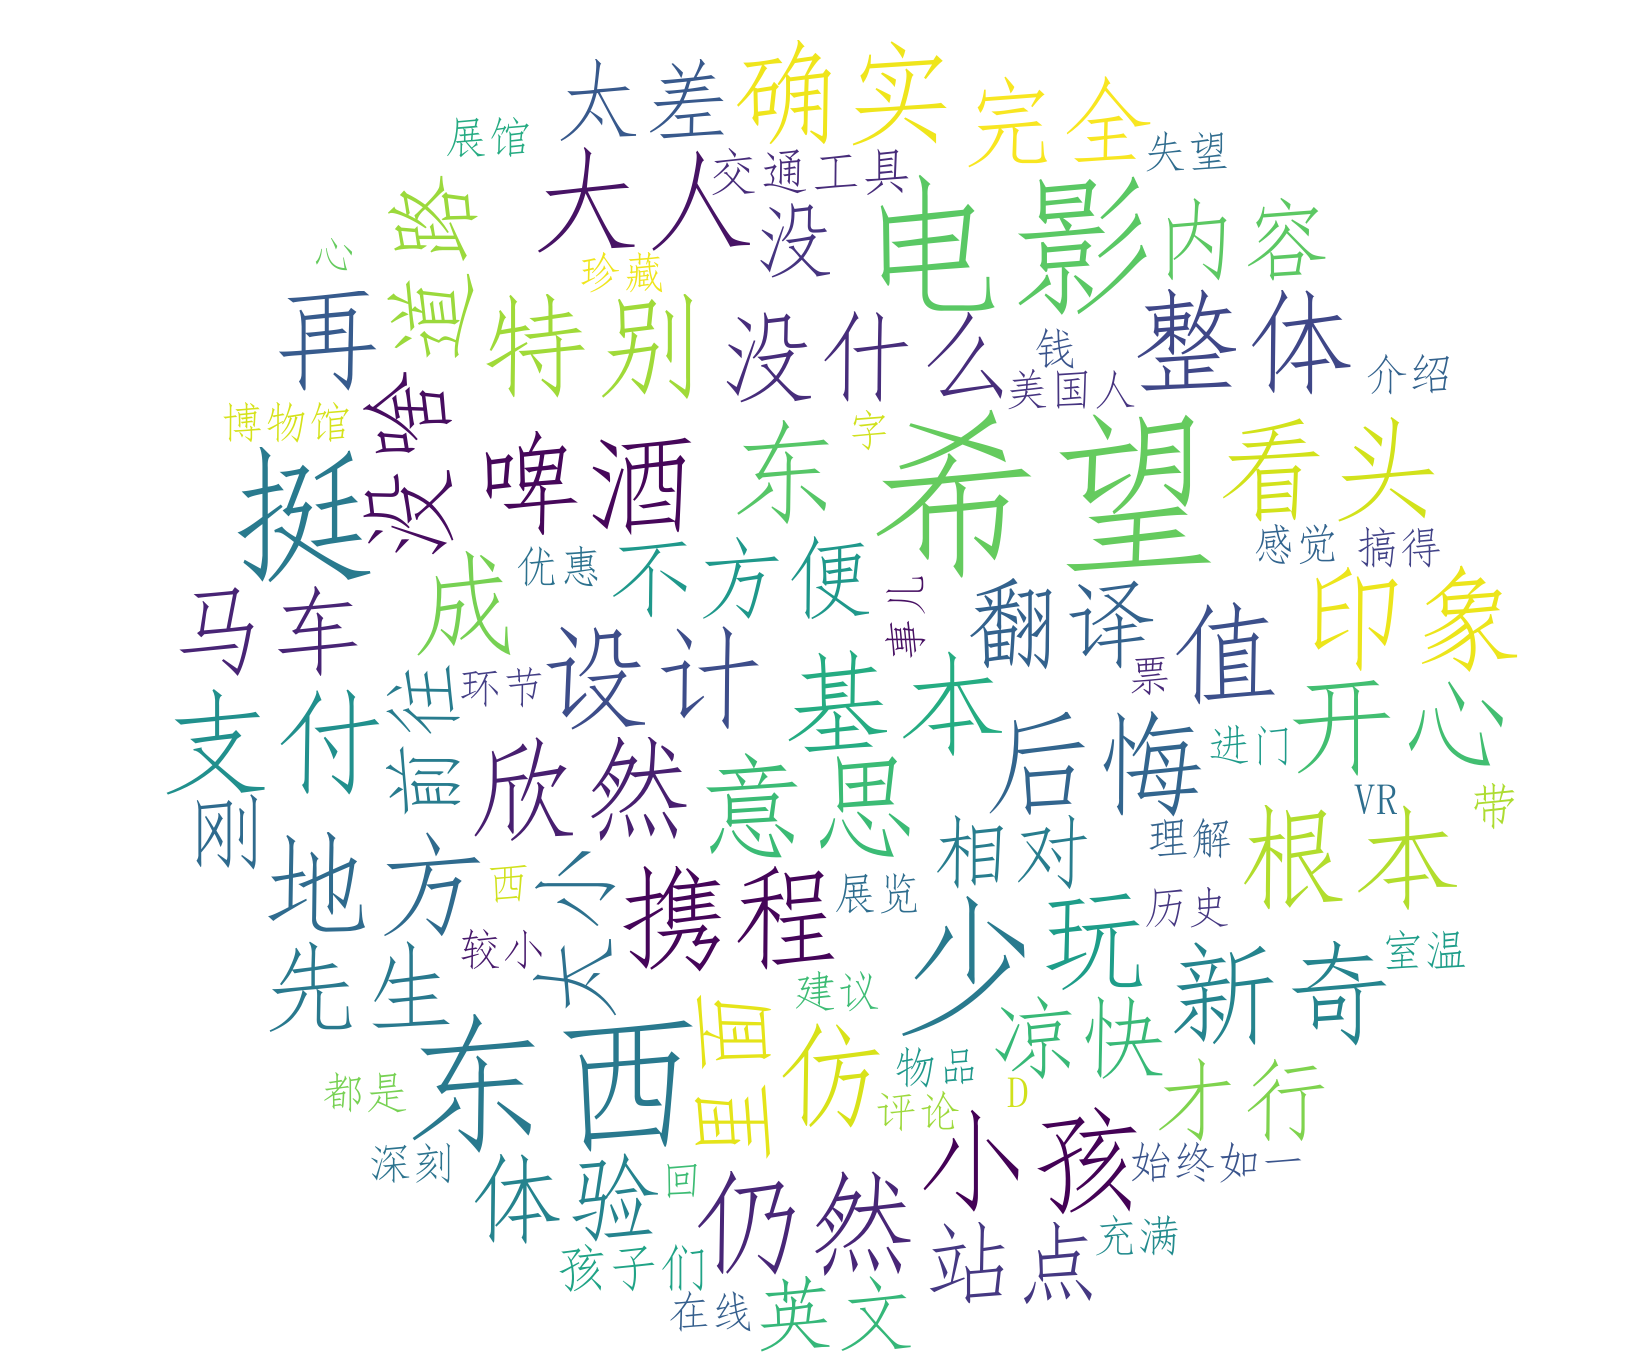 太差
确实
完全
展馆
失望
大人
交通工具
没
电影
内容
道路
心
珍藏
再
特别
没什么
钱
整体
美国人
介绍
博物馆
没啥
啤酒
东
字
希望
看头
挺
感觉
搞得
成
优惠
不方便
事儿
翻译
印象
马车
值
前往
环节
设计
基本
票
支付
后悔
开心
欣然
意思
进门
刚
VR
带
地方
相对
理解
根本
西
大小
携程
展览
少
玩
历史
先生
较小
新奇
室温
建议
东西
里面
仿
凉快
物品
D
都是
评论
才行
小孩
深刻
体验
回
仍然
始终如一
站点
充满
孩子们
在线
英文